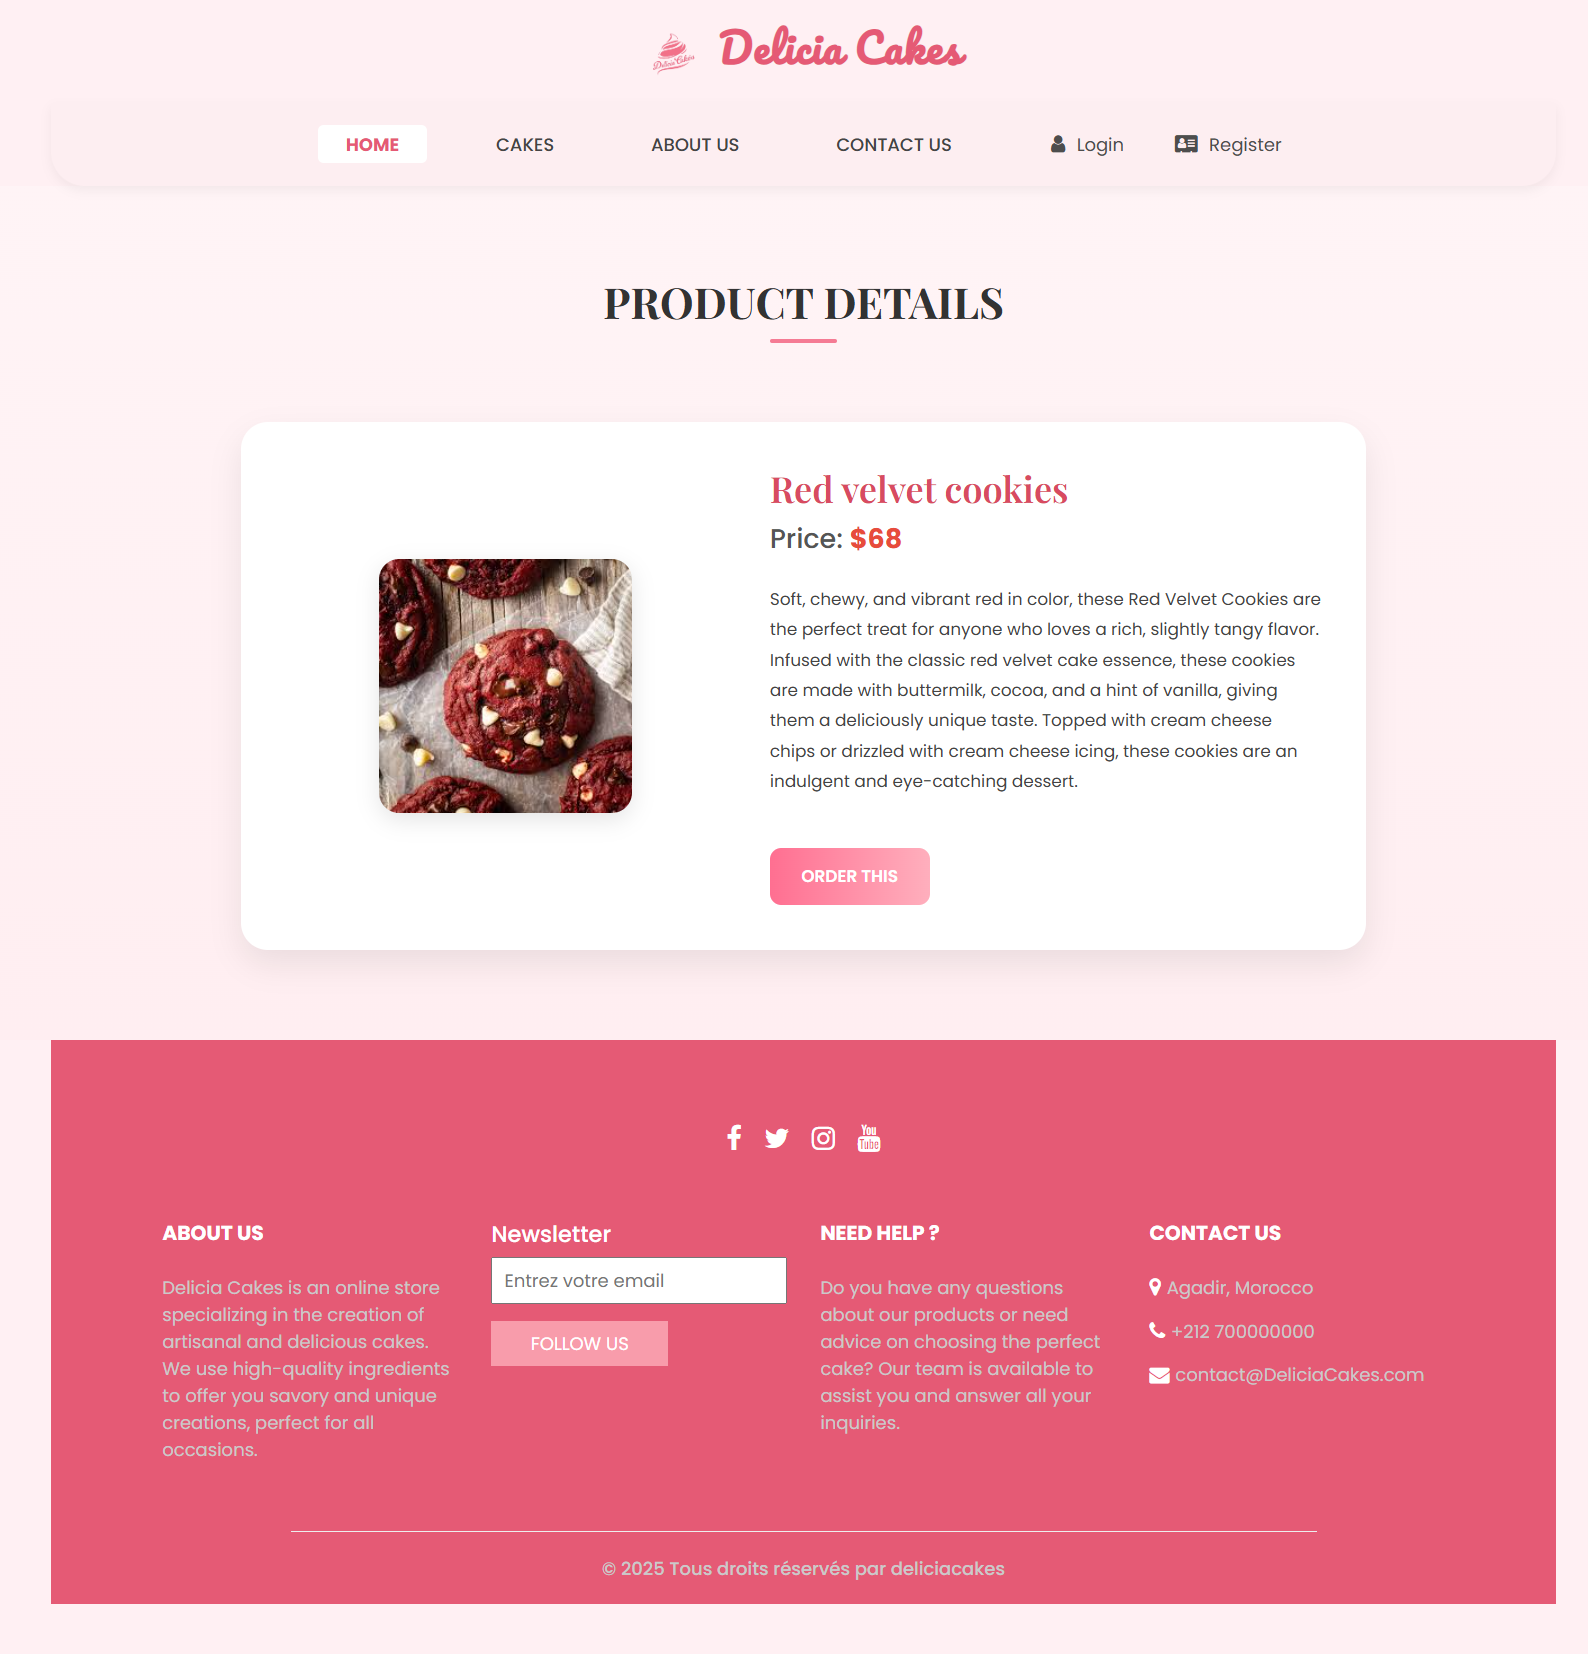 Delicia Cakes
Delicia Cakes
HOME
CAKES
ABOUT US
CONTACT US
Login
Register
PRODUCT DETAILS
Red velvet cookies
Price: $68
Soft, chewy, and vibrant red in color, these Red Velvet Cookies are
the perfect treat for anyone who loves a rich, slightly tangy flavor.
Infused with the classic red velvet cake essence, these cookies
are made with buttermilk, cocoa, and a hint of vanilla, giving
them a deliciously unique taste. Topped with cream cheese
chips or drizzled with cream cheese icing, these cookies are an
indulgent and eye-catching dessert.
ORDER THIS
You
Tube
ABOUT US
Delicia Cakes is an online store
specializing in the creation of
artisanal and delicious cakes.
We use high-quality ingredients
to offer you savory and unique
creations, perfect for all
occasions.
Newsletter
Entrez votre email
FOLLOW US
NEED HELP ?
Do you have any questions
about our products or need
advice on choosing the perfect
cake? Our team is available to
assist you and answer all your
inquiries.
CONTACT US
Agadir, Morocco
+212 700000000
contact@DeliciaCakes.com
© 2025 Tous droits réservés par deliciacakes